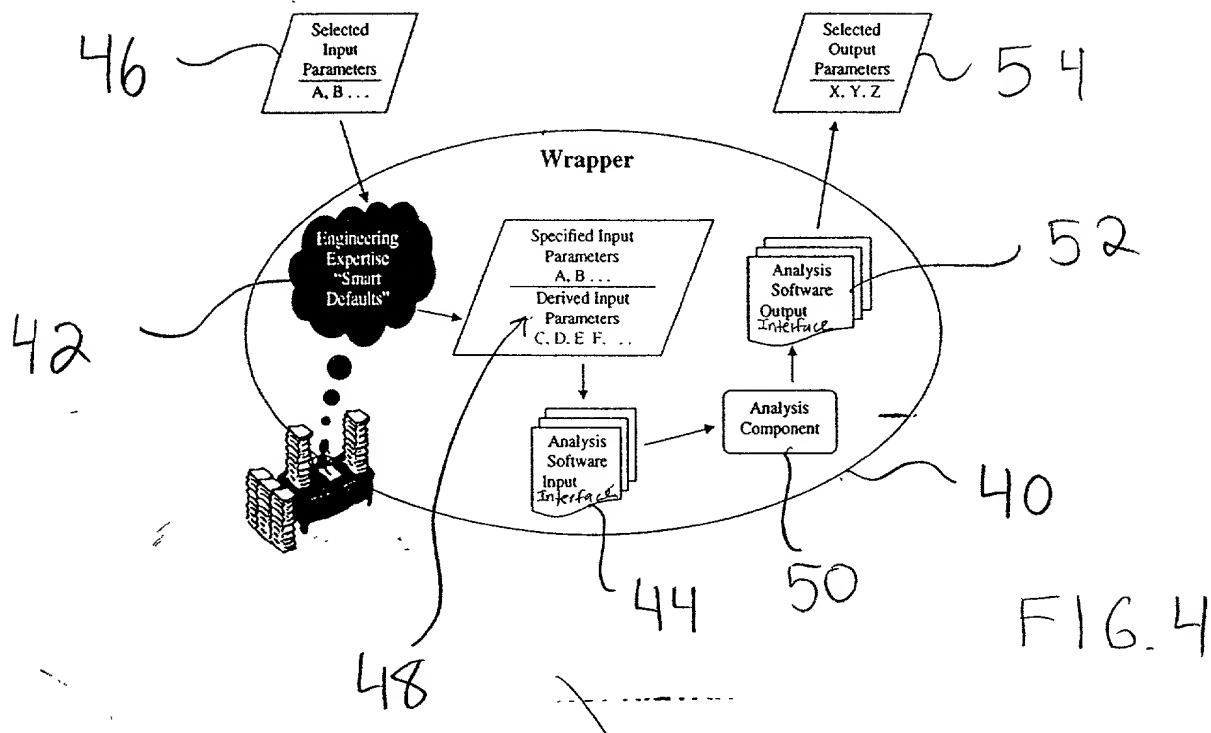 46
Selected
Input
Parameters
A, B . . .
Selected
Output
Parameters
X, Y, Z
54
Wrapper
Engineering
Expertise
"Smart
Defaults"
42
Specified Input
Parameters
A, B . . .
Derived Input
Parameters
C, D, E F, . . .
48
Analysis
Software
Input
Interface
44
Analysis
Component
50
Analysis
Software
Output
Interface
52
40
FIG. 4